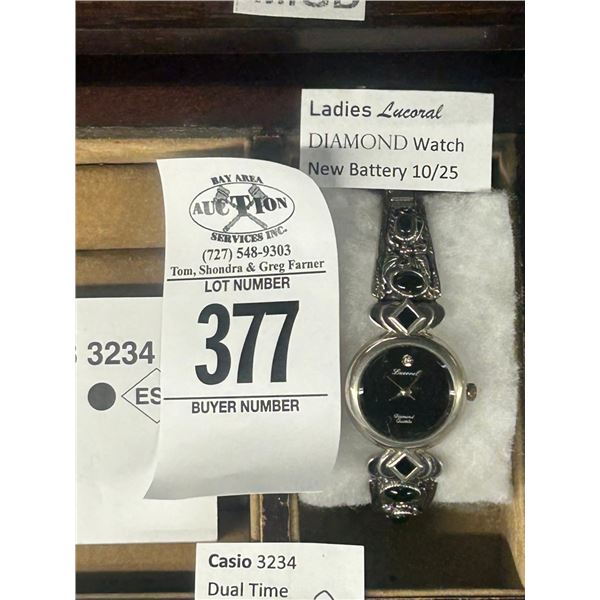 Ladies Lucoral
DIAMOND Watch
New Battery 10/25
BAY AREA
AUCTION
SERVICES INC.
(727) 548-9303
Tom, Shondra & Greg Farner
LOT NUMBER
377
BUYER NUMBER
3234
ES
Lucoral
Diamond
Quartz
Casio 3234
Dual Time